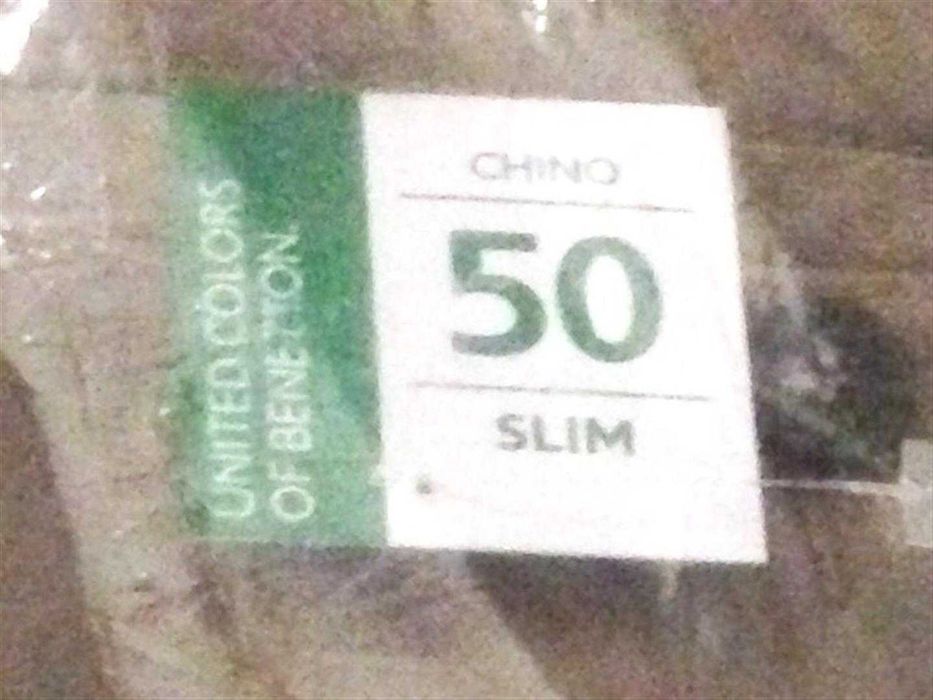 UNITED COLORS
OF BENETTON
CHINO
50
SLIM